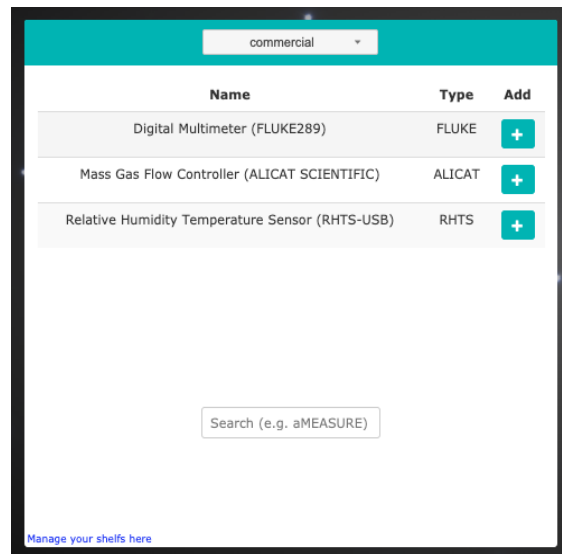 commercial
Name Type Add
Digital Multimeter (FLUKE289) FLUKE +
Mass Gas Flow Controller (ALICAT SCIENTIFIC) ALICAT +
Relative Humidity Temperature Sensor (RHTS-USB) RHTS +
Search (e.g. aMEASURE)
Manage your shelfs here